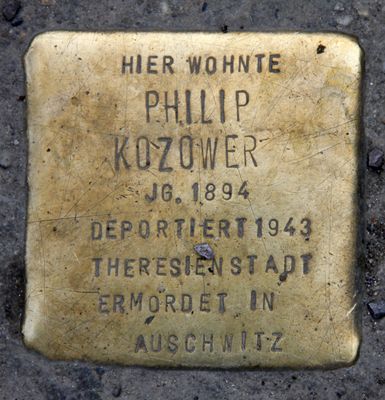 HIER WOHNTE
PHILIP
KOZOWER
JG. 1894
DEPORTIERT 1943
THERESIENSTADT
ERMORDET IN
AUSCHWITZ